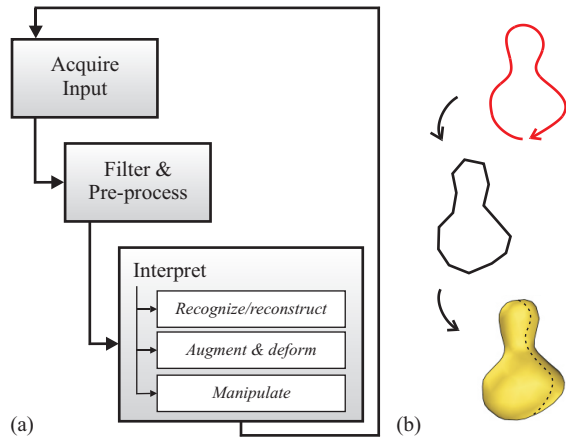 Acquire
Input
Filter &
Pre-process
Interpret
Recognize/reconstruct
Augment & deform
Manipulate
(a)
(b)